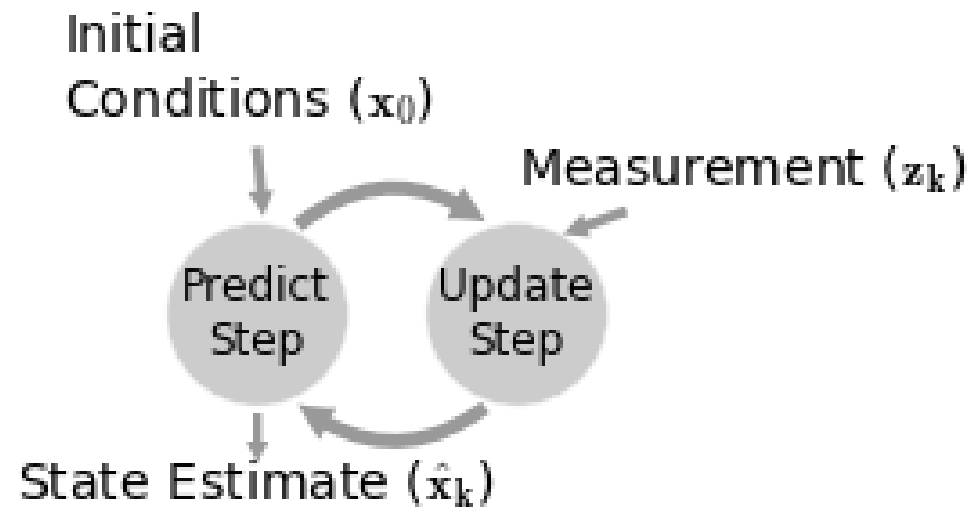 Initial
Conditions (x₀)
Measurement (zₖ)
Predict
Step
Update
Step
State Estimate (x̂ₖ)